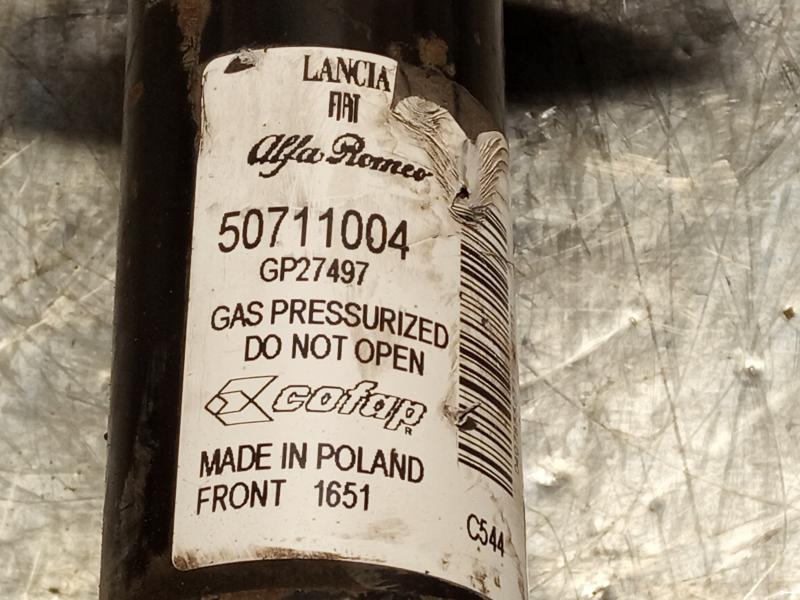 LANCIA
FIAT
Alfa Romeo
50711004
GP27497
GAS PRESSURIZED
DO NOT OPEN
cofap
R
MADE IN POLAND
FRONT 1651
C544